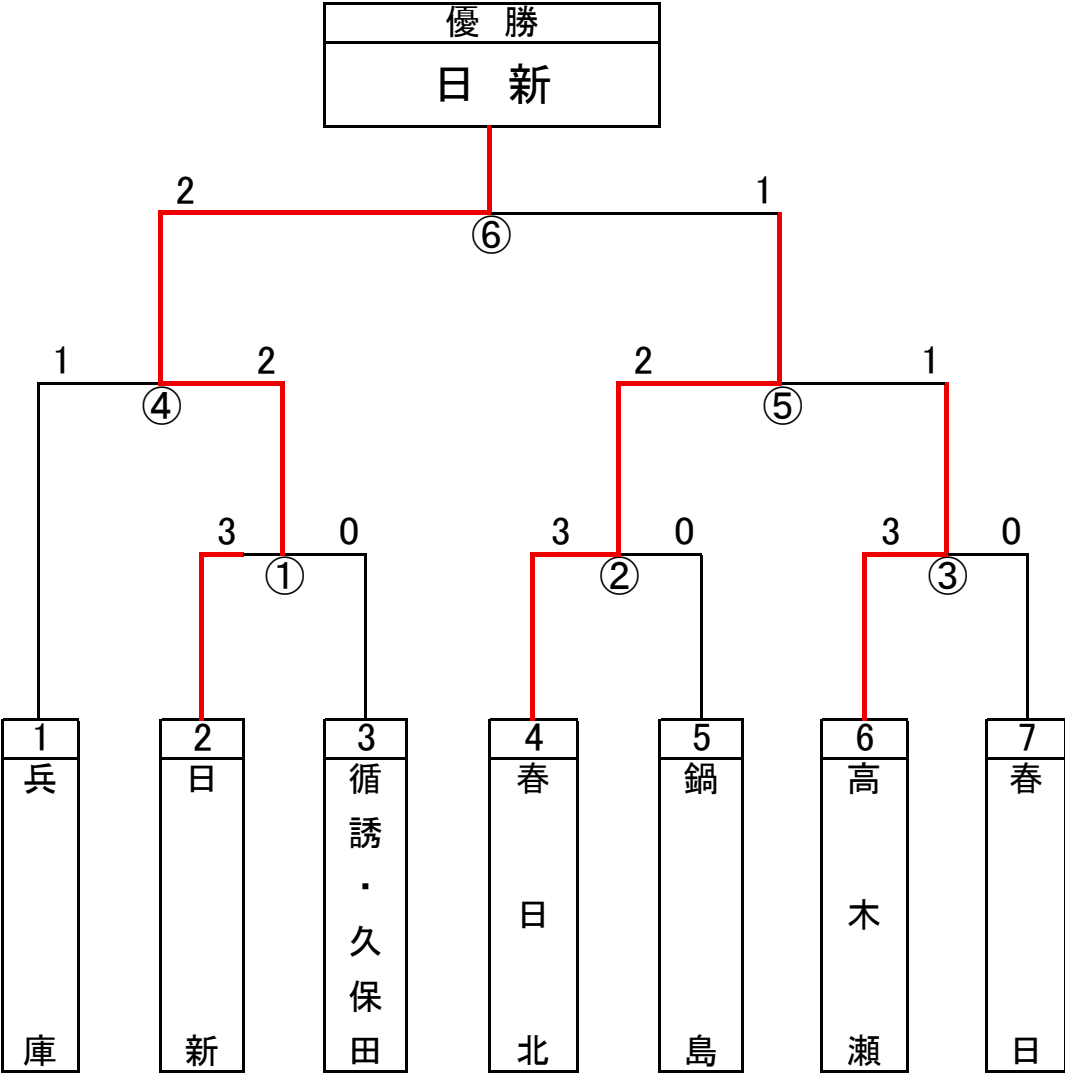 優勝
日新
2 1
⑥
1 2 2 1
④ ⑤
3 0 3 0 3 0
① ② ③
1 2 3 4 5 6 7
兵庫
日新
循誘・久保田
春日北
鍋島
高木瀬
春日